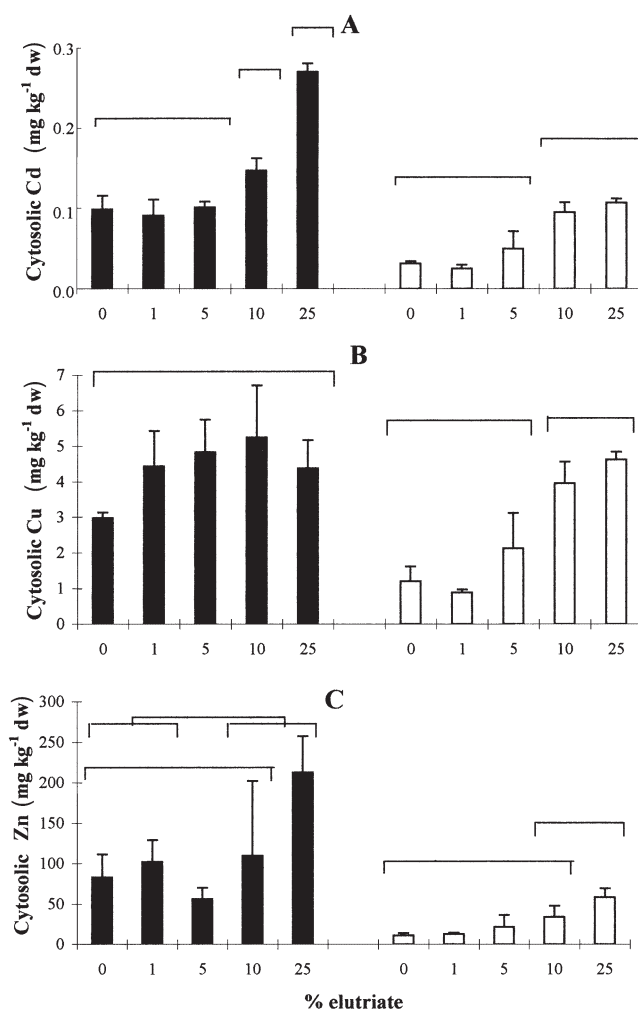 A
Cytosolic Cd (mg kg-1 dw)
0.3
0.2
0.1
0.0
0 1 5 10 25 0 1 5 10 25
B
Cytosolic Cu (mg kg-1 dw)
7
6
5
4
3
2
1
0
0 1 5 10 25 0 1 5 10 25
C
Cytosolic Zn (mg kg-1 dw)
300
250
200
150
100
50
0
0 1 5 10 25 0 1 5 10 25
% elutriate